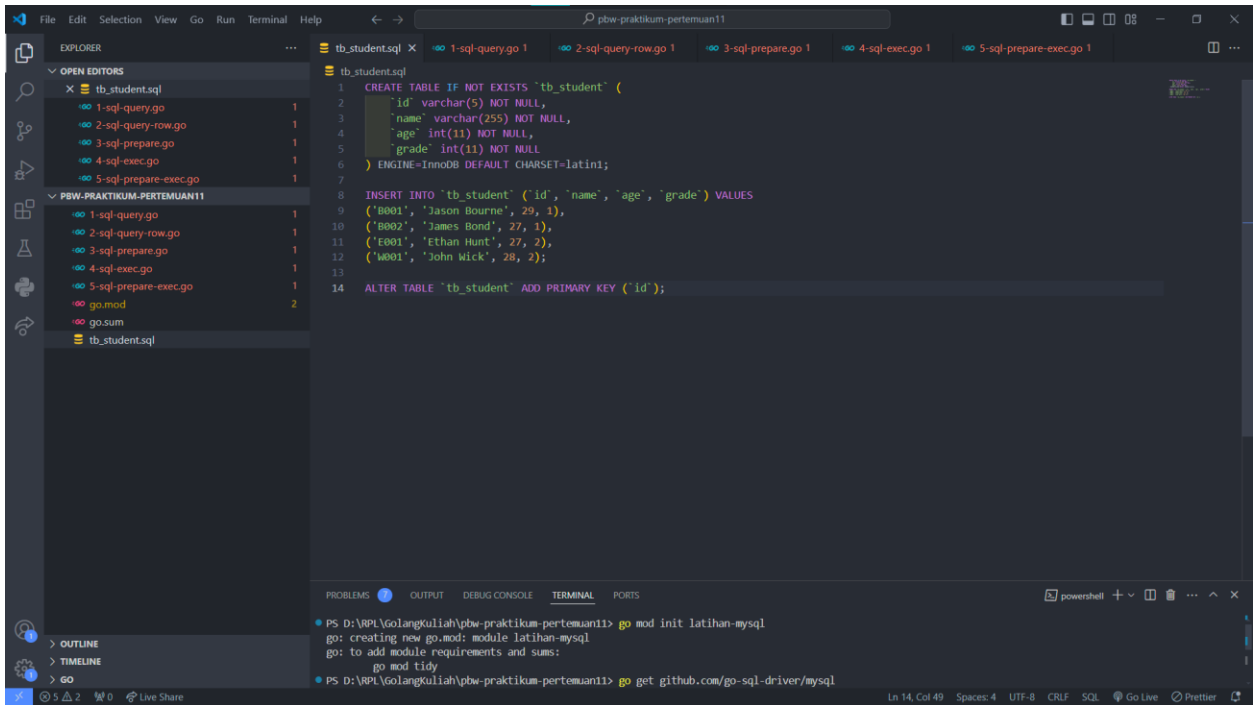 File Edit Selection View Go Run Terminal Help
pbw-praktikum-pertemuan11
EXPLORER
OPEN EDITORS
tb_student.sql
1-sql-query.go 1
2-sql-query-row.go 1
3-sql-prepare.go 1
4-sql-exec.go 1
5-sql-prepare-exec.go 1
PBW-PRAKTIKUM-PERTEMUAN11
1-sql-query.go 1
2-sql-query-row.go 1
3-sql-prepare.go 1
4-sql-exec.go 1
5-sql-prepare-exec.go 1
go.mod 2
go.sum
tb_student.sql
OUTLINE
TIMELINE
GO
tb_student.sql 1-sql-query.go 1 2-sql-query-row.go 1 3-sql-prepare.go 1 4-sql-exec.go 1 5-sql-prepare-exec.go 1
tb_student.sql
1 CREATE TABLE IF NOT EXISTS `tb_student` (
2 `id` varchar(5) NOT NULL,
3 `name` varchar(255) NOT NULL,
4 `age` int(11) NOT NULL,
5 `grade` int(11) NOT NULL
6 ) ENGINE=InnoDB DEFAULT CHARSET=latin1;
7
8 INSERT INTO `tb_student` (`id`, `name`, `age`, `grade`) VALUES
9 ('B001', 'Jason Bourne', 29, 1),
10 ('B002', 'James Bond', 27, 1),
11 ('E001', 'Ethan Hunt', 27, 2),
12 ('W001', 'John Wick', 28, 2);
13
14 ALTER TABLE `tb_student` ADD PRIMARY KEY (`id`);
PROBLEMS 7 OUTPUT DEBUG CONSOLE TERMINAL PORTS
powershell
PS D:\RPL\GolangKuliah\pbw-praktikum-pertemuan11> go mod init latihan-mysql
go: creating new go.mod: module latihan-mysql
go: to add module requirements and sums:
go mod tidy
PS D:\RPL\GolangKuliah\pbw-praktikum-pertemuan11> go get github.com/go-sql-driver/mysql
1
1
5 2 0 Live Share
Ln 14, Col 49 Spaces: 4 UTF-8 CRLF SQL Go Live Prettier